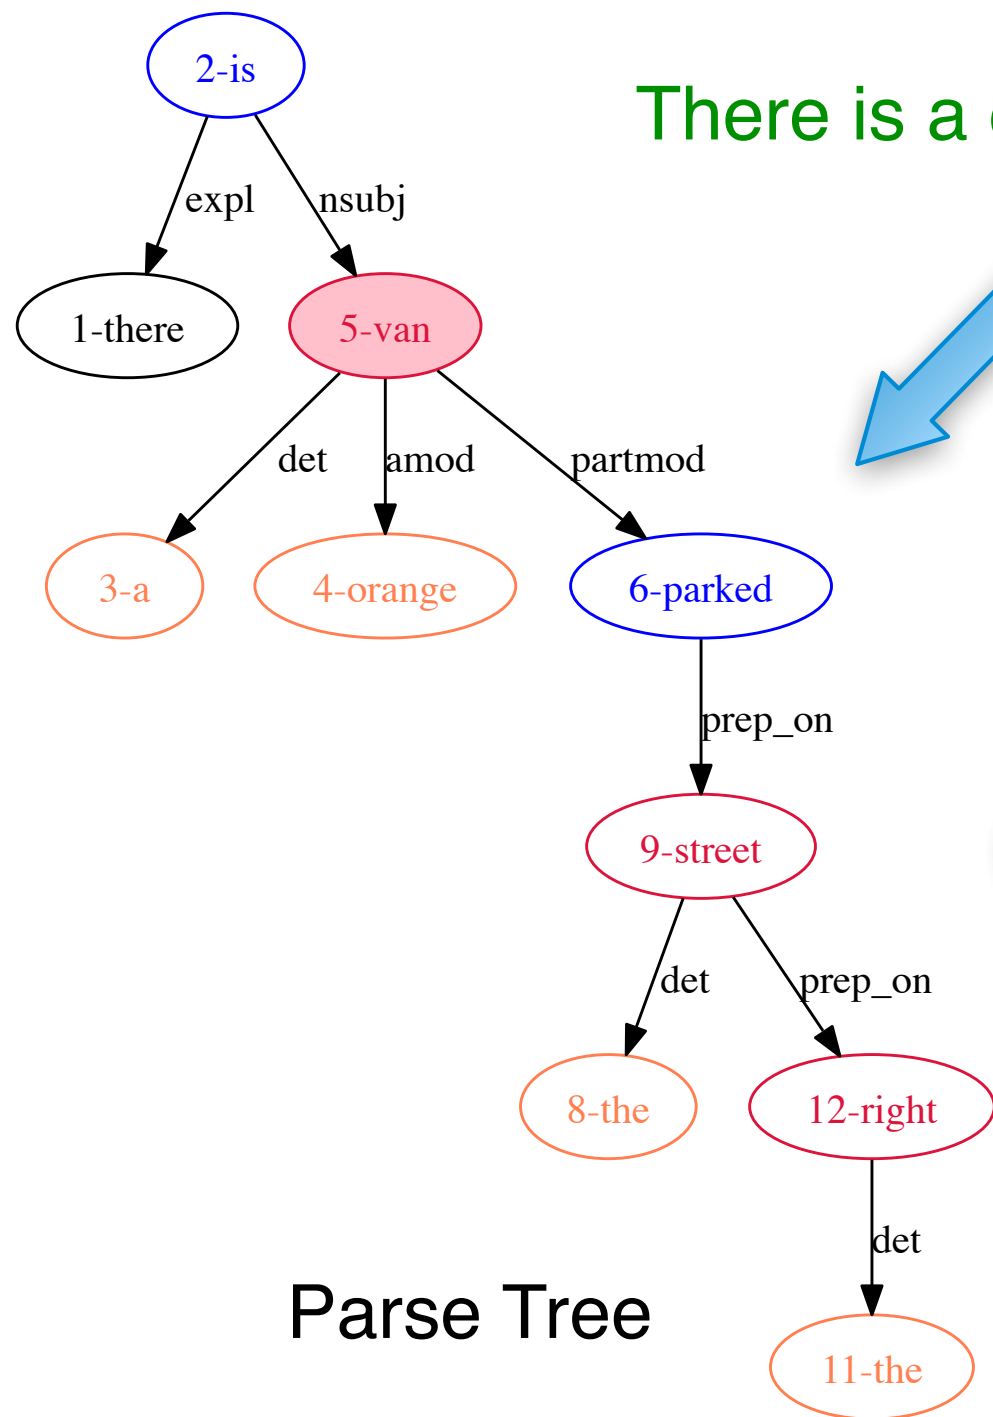 2-is
There is a
expl
nsubj
1-there
5-van
det
amod
partmod
3-a
4-orange
6-parked
prep_on
9-street
det
prep_on
8-the
12-right
det
Parse Tree
11-the